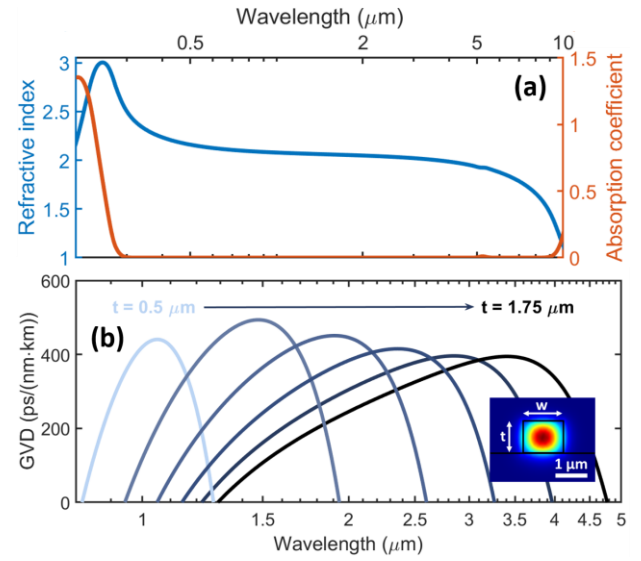 Wavelength (μm)
0.5 2 5 10
3 1.5
(a)
2.5
1
2
0.5
1.5
1 0
Refractive index
Absorption coefficient
600
t = 0.5 μm t = 1.75 μm
(b)
400
200
0
GVD (ps/(nm·km))
w
t
1 μm
1 1.5 2 2.5 3 3.5 4 4.5 5
Wavelength (μm)